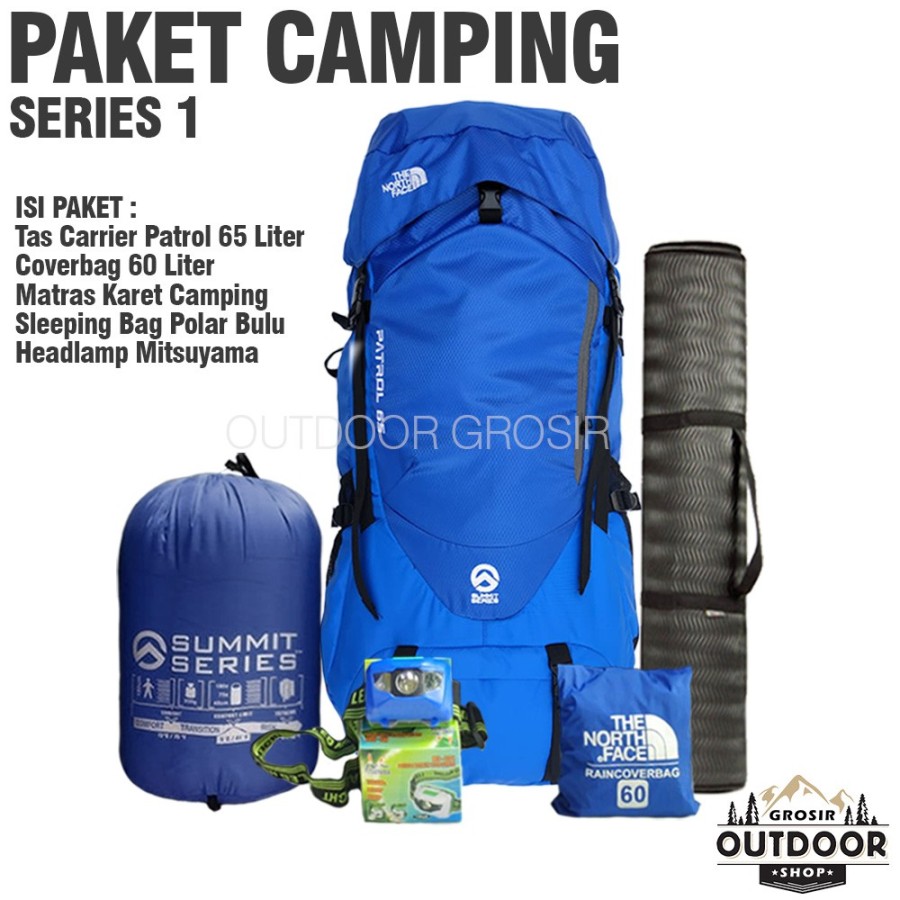 PAKET CAMPING
SERIES 1
ISI PAKET :
Tas Carrier Patrol 65 Liter
Coverbag 60 Liter
Matras Karet Camping
Sleeping Bag Polar Bulu
Headlamp Mitsuyama
THE
NORTH
FACE
PATROL 65
OUTDOOR GROSIR
SUMMIT
SERIES
SUMMIT
SERIES
COMFORT
TRANSITION
THE
NORTH
FACE
RAINCOVERBAG
60
GROSIR
OUTDOOR
SHOP